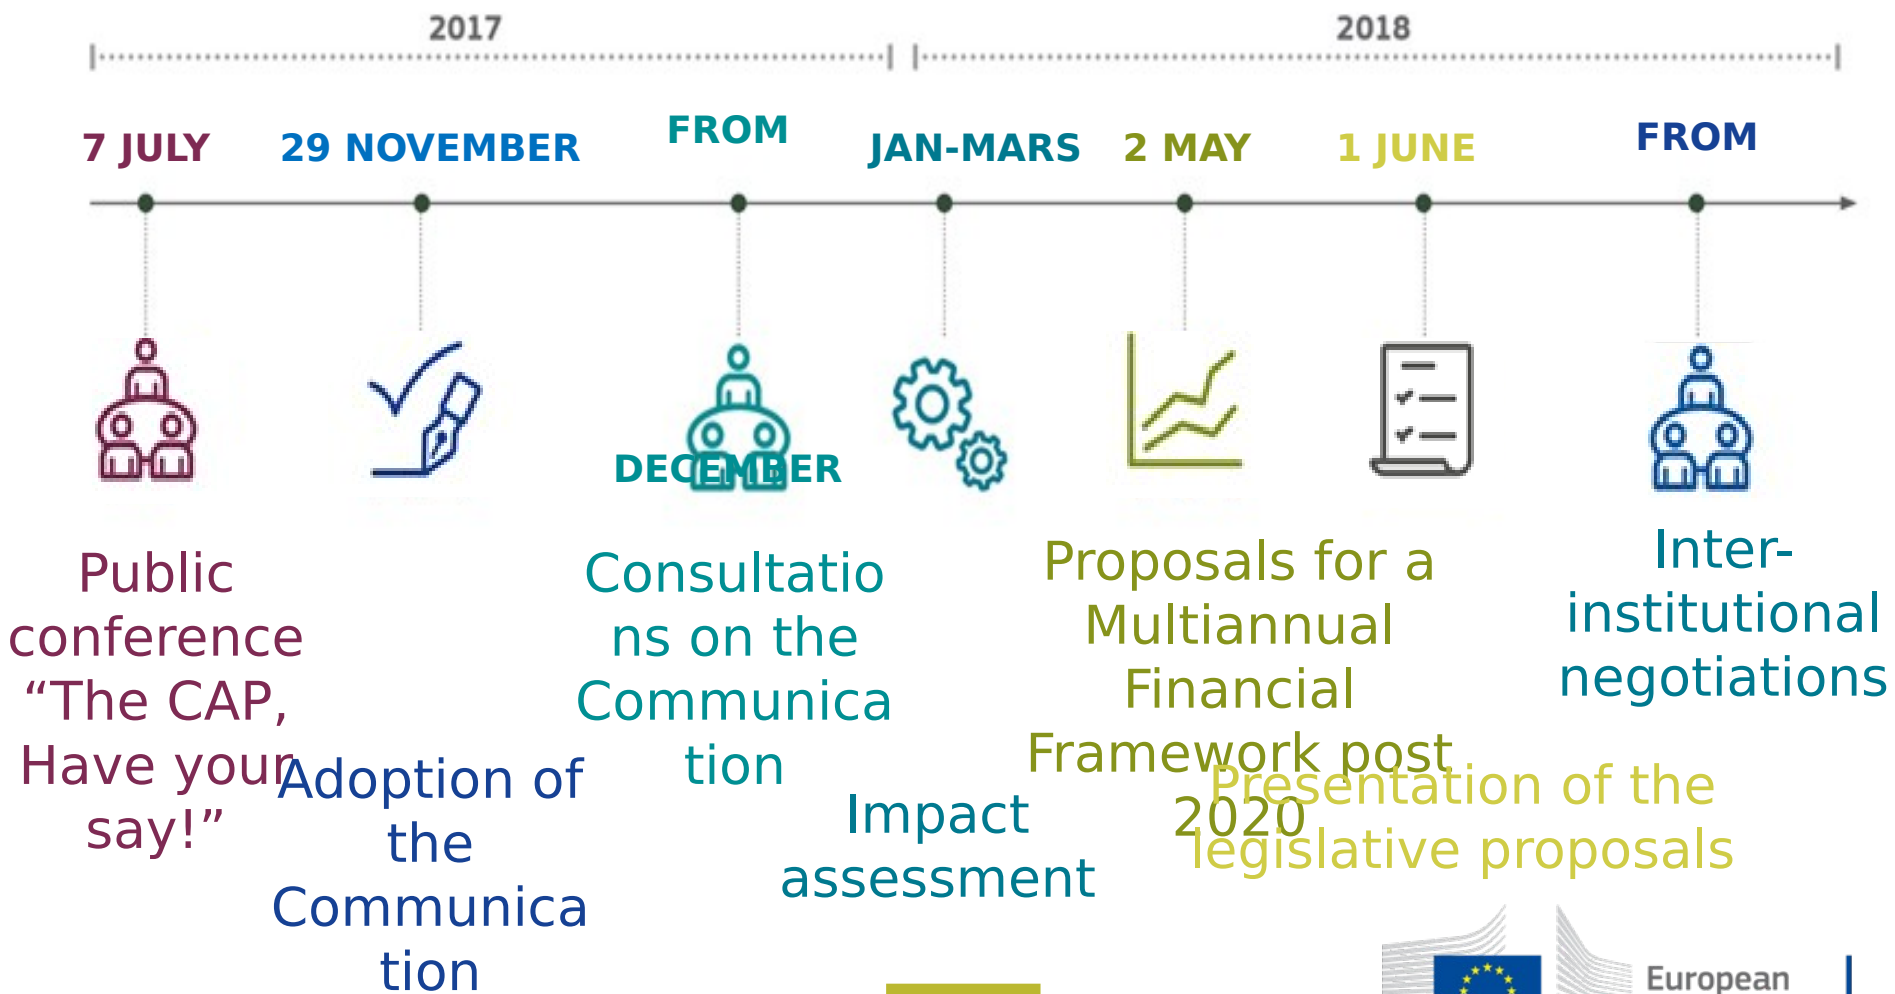 2017
2018
7 JULY
29 NOVEMBER
FROM
DECEMBER
JAN-MARS
2 MAY
1 JUNE
FROM
Public
conference
“The CAP,
Have your
say!”
Adoption of
the
Communica
tion
Consultatio
ns on the
Communica
tion
Impact
assessment
Proposals for a
Multiannual
Financial
Framework post
2020
Presentation of the
legislative proposals
Inter-
institutional
negotiations
European